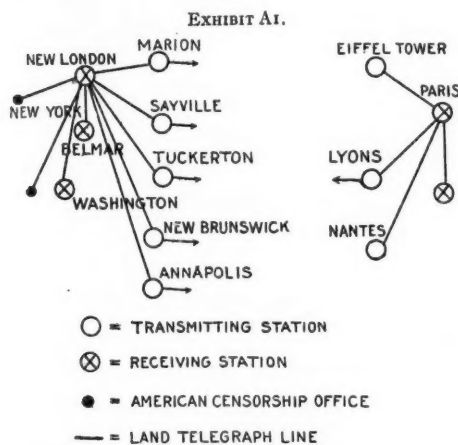 EXHIBIT A1.
MARION
EIFFEL TOWER
NEW LONDON
PARIS
NEW YORK
SAYVILLE
BELMAR
TUCKERTON
LYONS
WASHINGTON
NEW BRUNSWICK
NANTES
ANNAPOLIS
= TRANSMITTING STATION
= RECEIVING STATION
= AMERICAN CENSORSHIP OFFICE
= LAND TELEGRAPH LINE